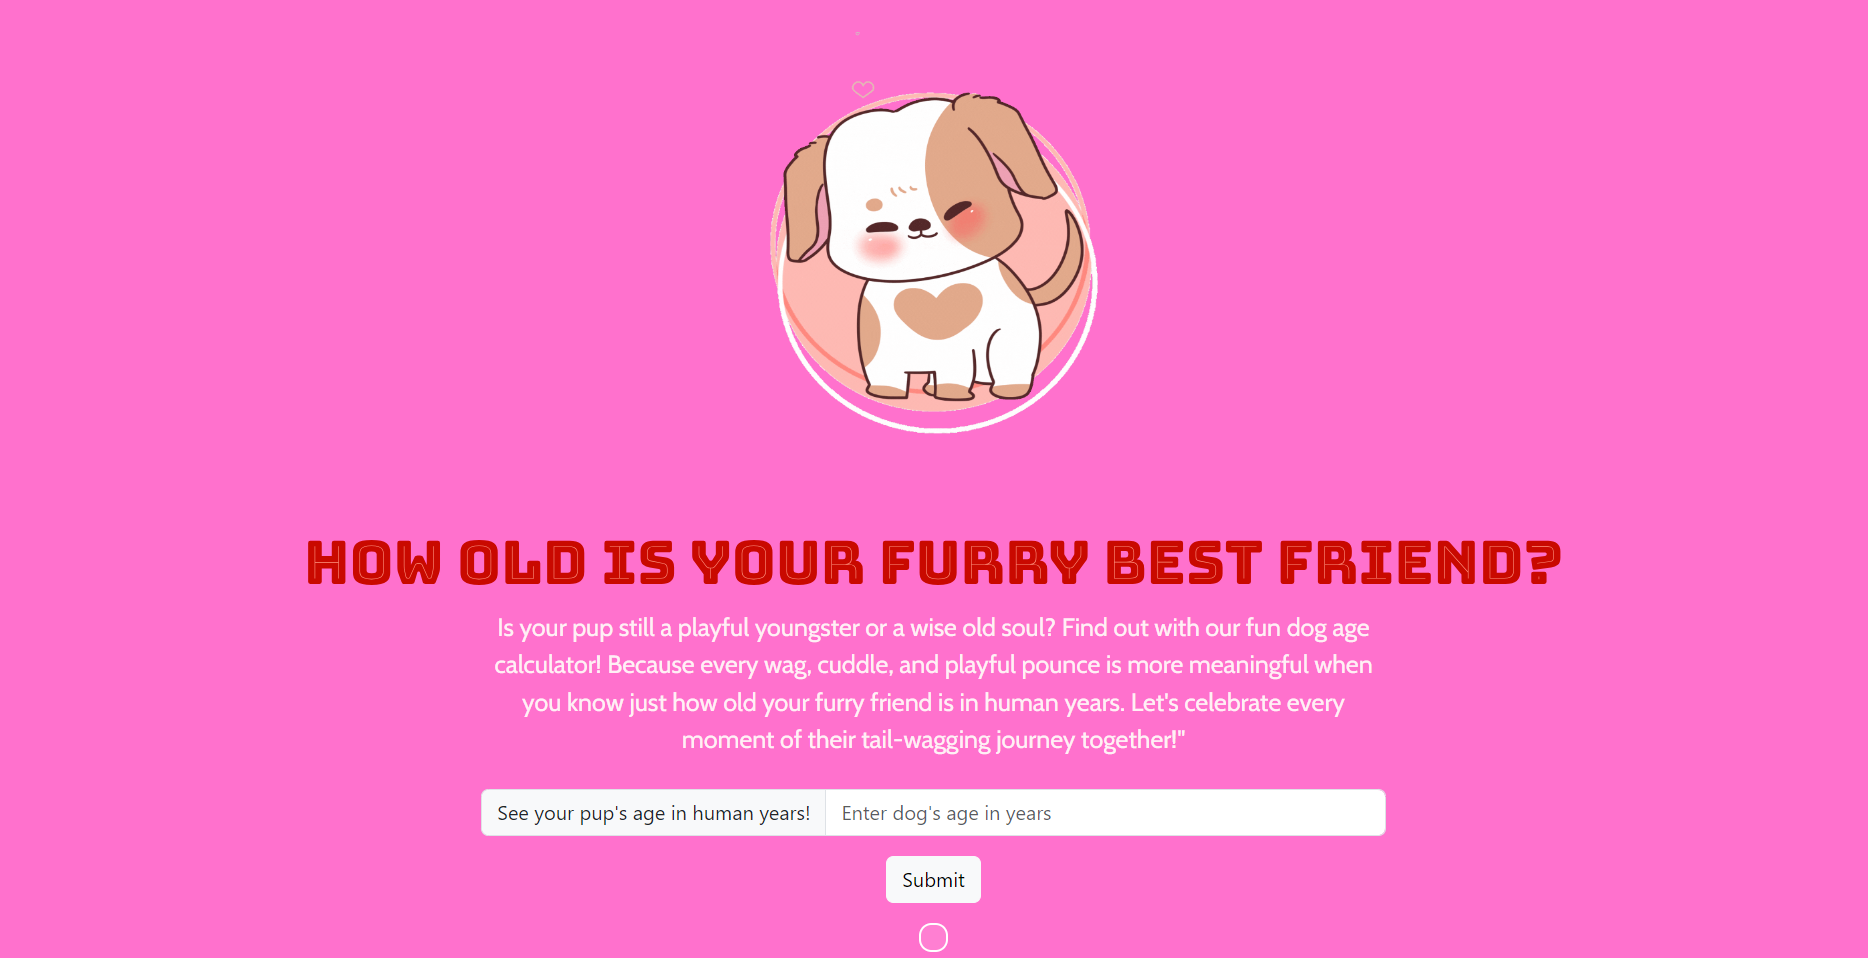 HOW OLD IS YOUR FURRY BEST FRIEND?
Is your pup still a playful youngster or a wise old soul? Find out with our fun dog age
calculator! Because every wag, cuddle, and playful pounce is more meaningful when
you know just how old your furry friend is in human years. Let's celebrate every
moment of their tail-wagging journey together!"
See your pup's age in human years! Enter dog's age in years
Submit